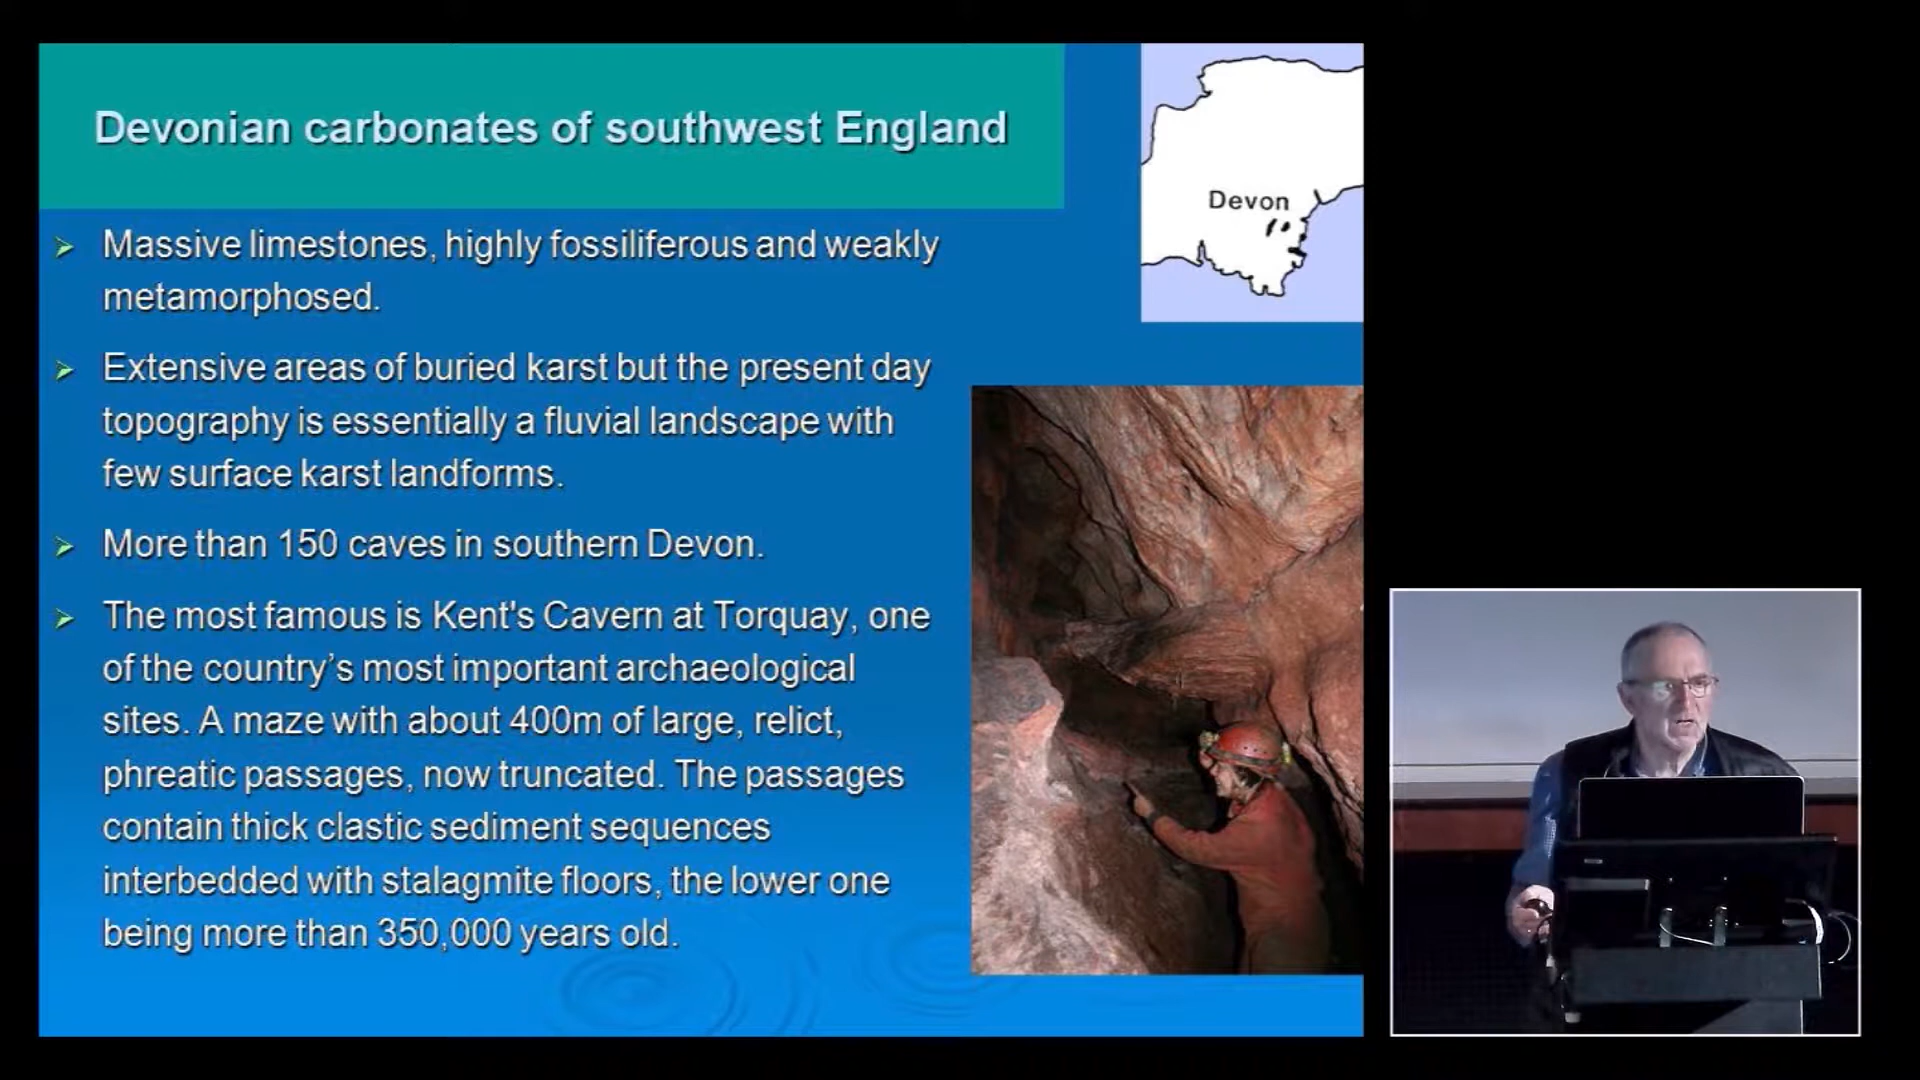 Devonian carbonates of southwest England
Devon
Massive limestones, highly fossiliferous and weakly
metamorphosed.
Extensive areas of buried karst but the present day
topography is essentially a fluvial landscape with
few surface karst landforms.
More than 150 caves in southern Devon.
The most famous is Kent's Cavern at Torquay, one
of the country’s most important archaeological
sites. A maze with about 400m of large, relict,
phreatic passages, now truncated. The passages
contain thick clastic sediment sequences
interbedded with stalagmite floors, the lower one
being more than 350,000 years old.